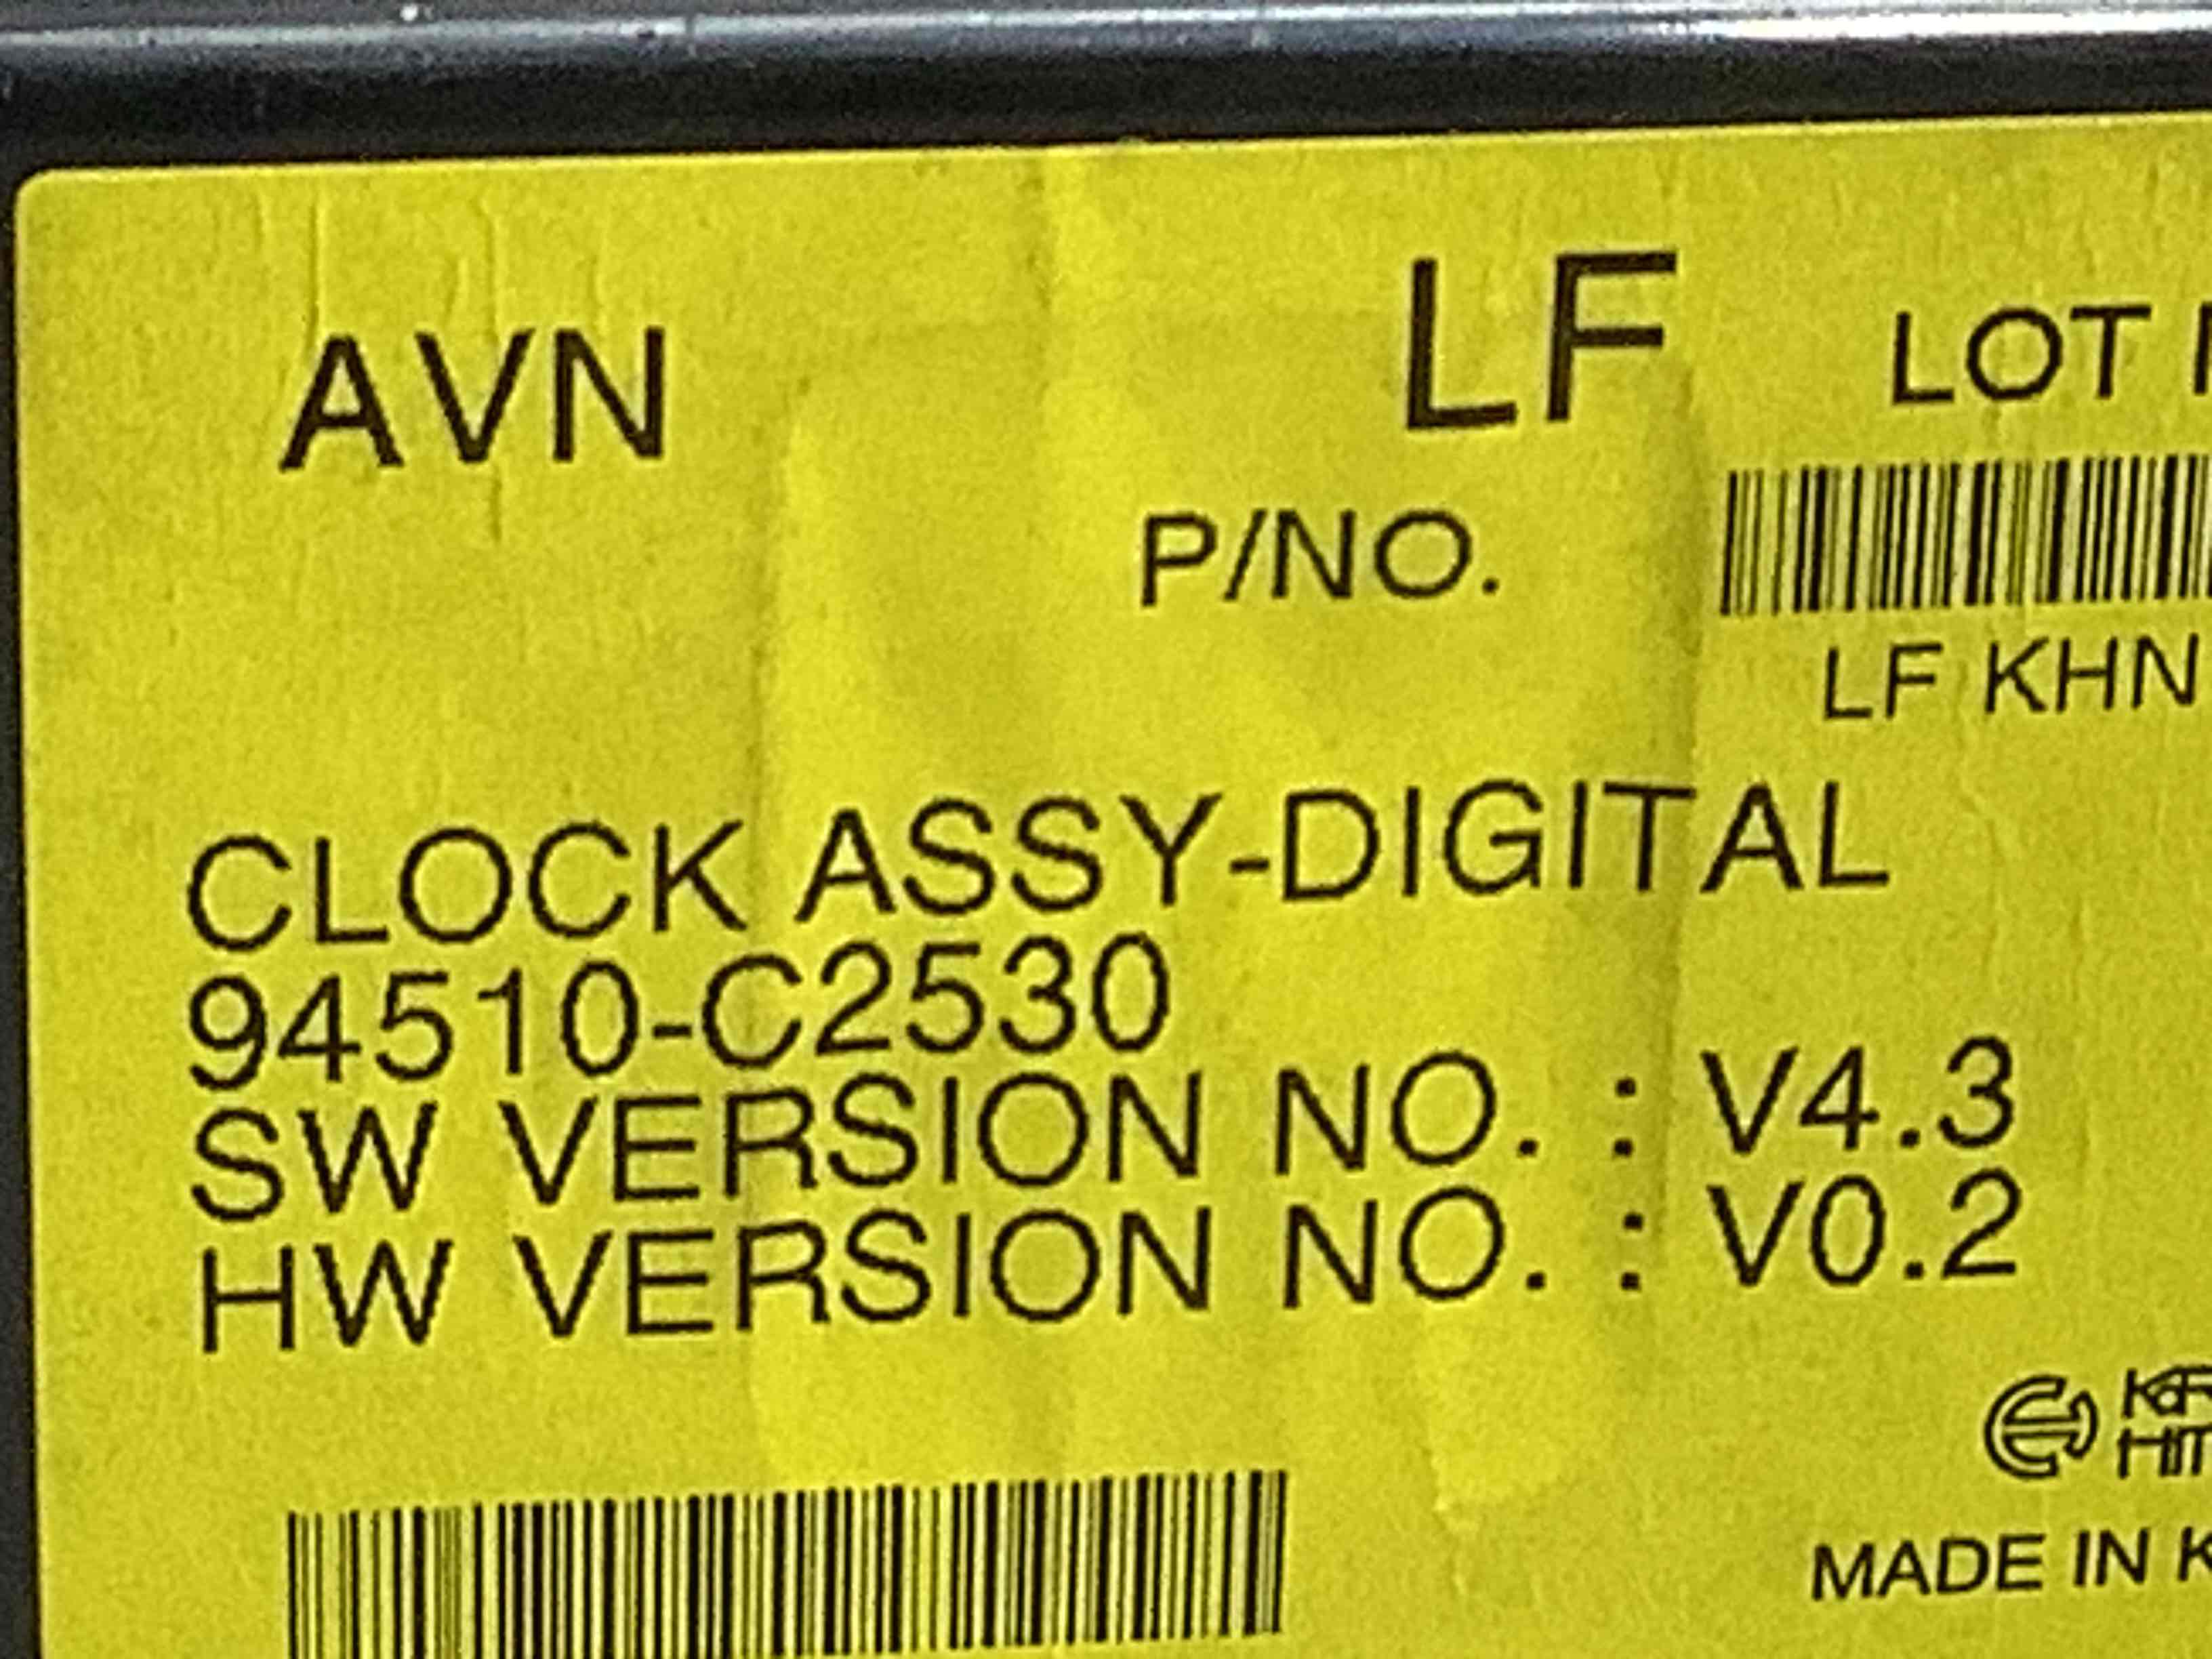 AVN LF LOT
P/NO.
LF KHN
CLOCK ASSY-DIGITAL
94510-C2530
SW VERSION NO. : V4.3
HW VERSION NO. : V0.2
MADE IN